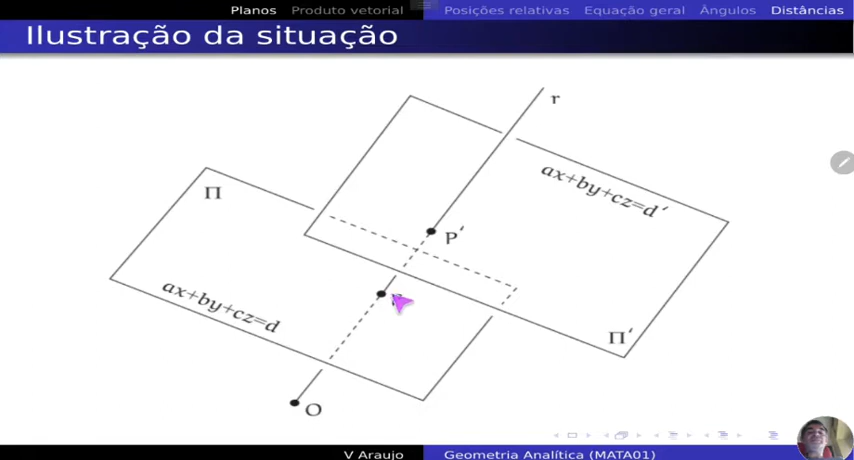 Planos Produto vetorial Posições relativas Equação geral Ângulos Distâncias
Ilustração da situação
r
ax+by+cz=d′
Π
P′
ax+by+cz=d
Π′
O
V Araujo Geometria Analítica (MATA01)